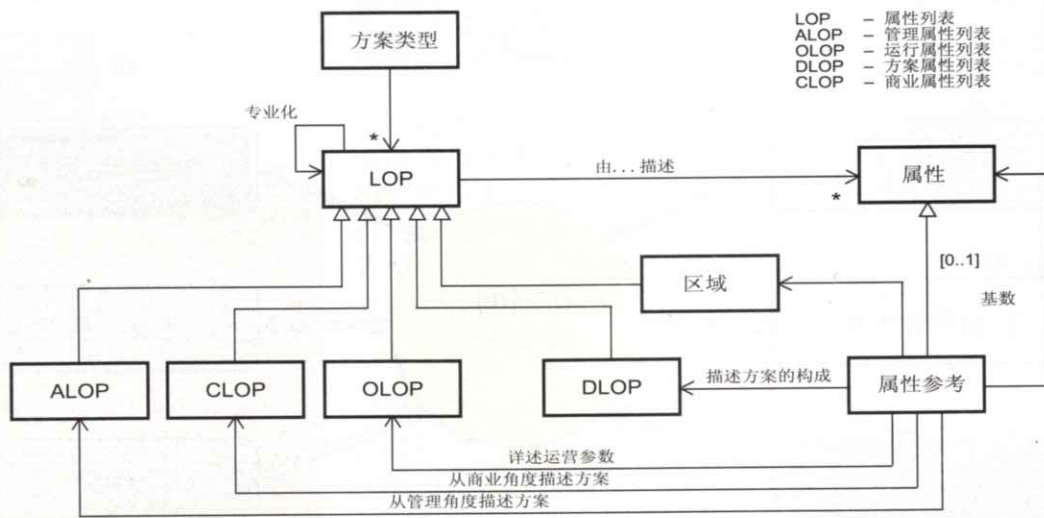 方案类型
LOP – 属性列表
ALOP – 管理属性列表
OLOP – 运行属性列表
DLOP – 方案属性列表
CLOP – 商业属性列表
专业化
*
LOP
由...描述
*
属性
[0..1]
区域
基数
ALOP
CLOP
OLOP
DLOP
描述方案的构成
属性参考
详述运营参数
从商业角度描述方案
从管理角度描述方案